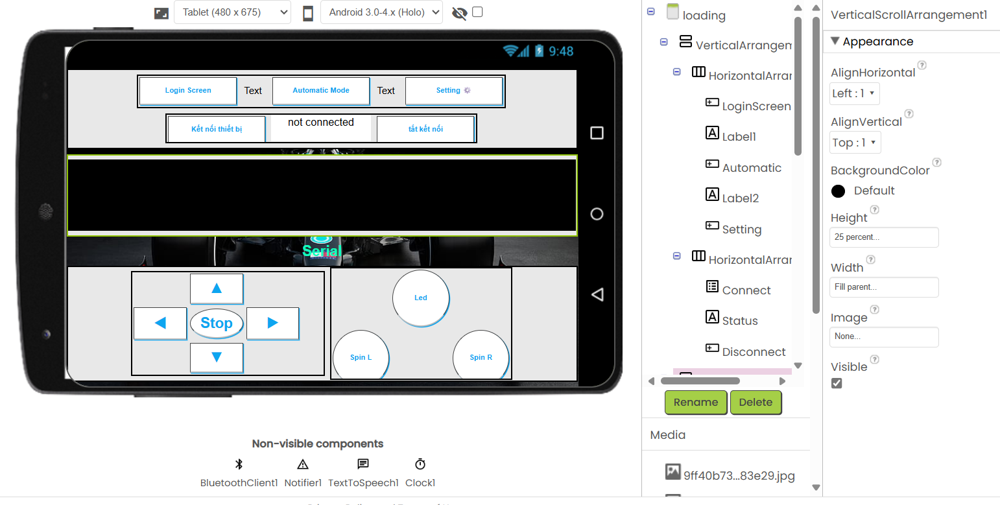 Tablet (480 x 675)
Android 3.0-4.x (Holo)
9:48
Login Screen
Text
Automatic Mode
Text
Setting
Kết nối thiết bị
not connected
tắt kết nối
Serial
▲
◀
Stop
▶
▼
Led
Spin L
Spin R
Non-visible components
BluetoothClient1
Notifier1
TextToSpeech1
Clock1
loading
VerticalArrangem
HorizontalArrar
LoginScreen
A Label1
Automatic
A Label2
Setting
HorizontalArrar
Connect
A Status
Disconnect
Rename
Delete
Media
9ff40b73...83e29.jpg
VerticalScrollArrangement1
Appearance
AlignHorizontal ?
Left : 1
AlignVertical ?
Top : 1
BackgroundColor ?
Default
Height ?
25 percent...
Width ?
Fill parent...
Image ?
None...
Visible ?